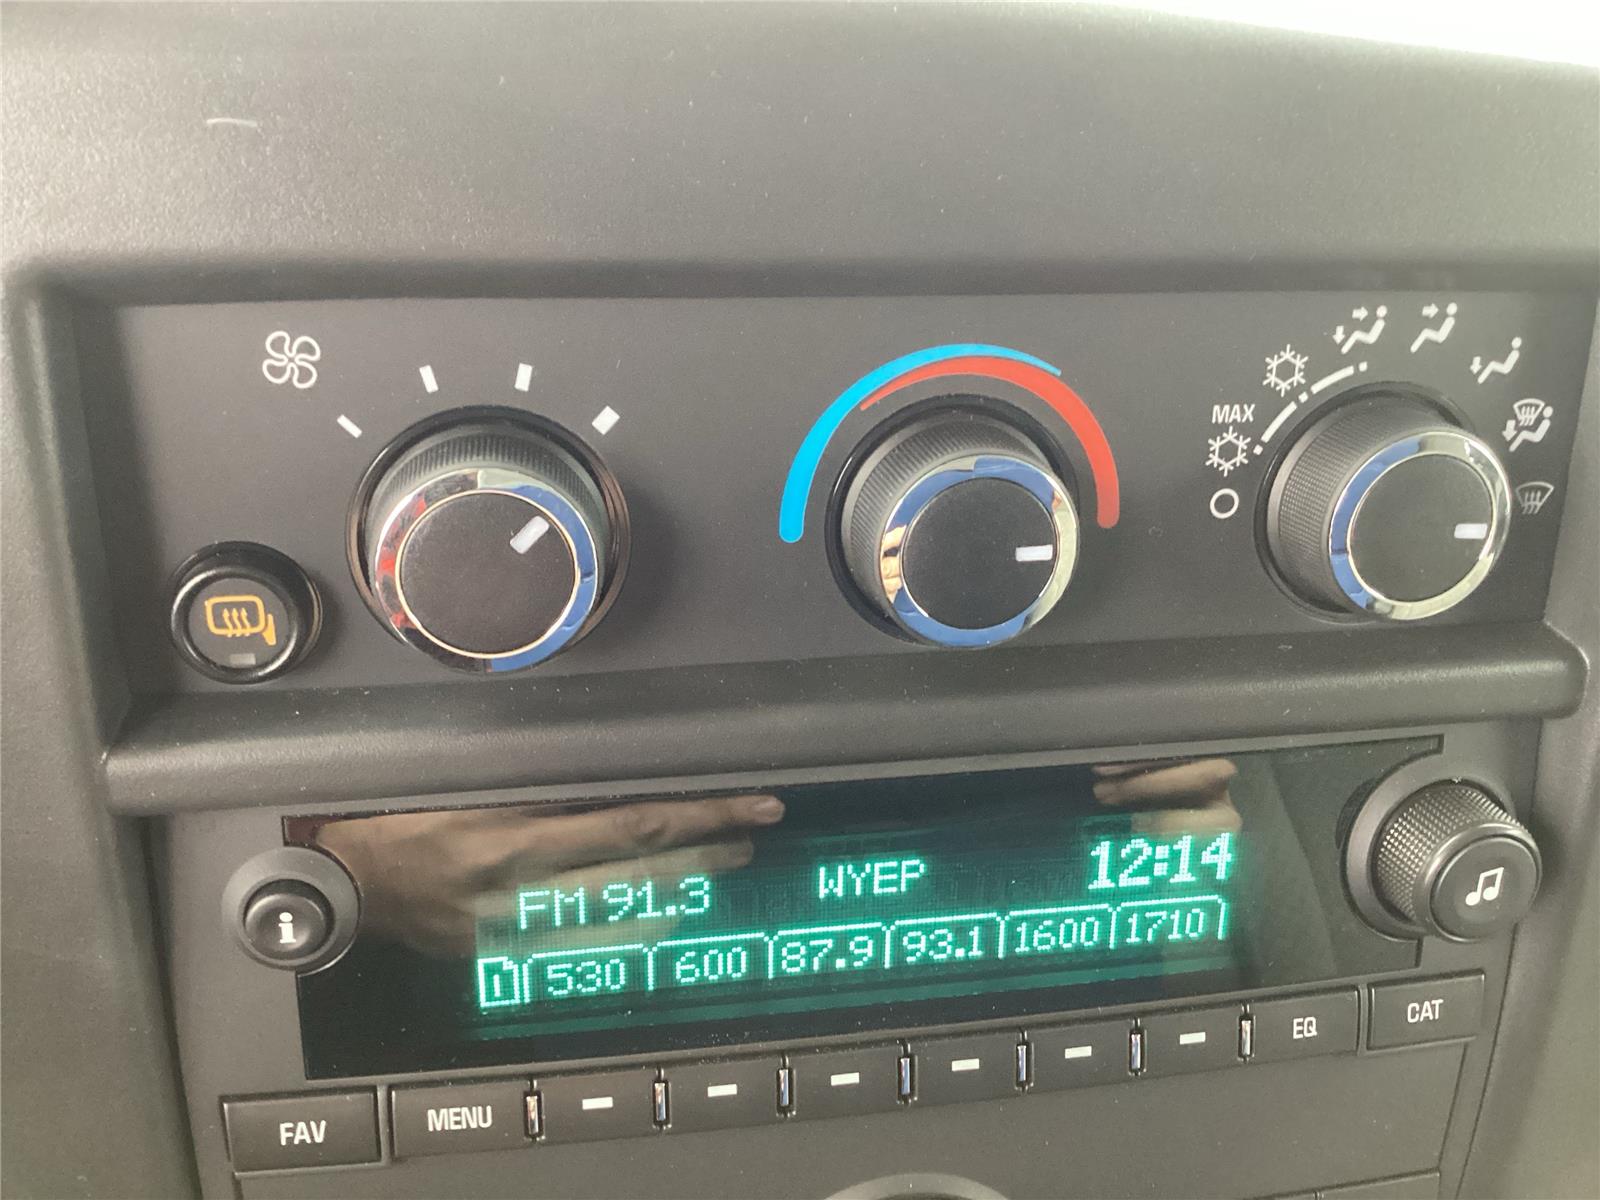 MAX
FM 91.3 WYEP 12:14
1 530 600 87.9 93.1 1600 1710
i
EQ CAT
FAV MENU